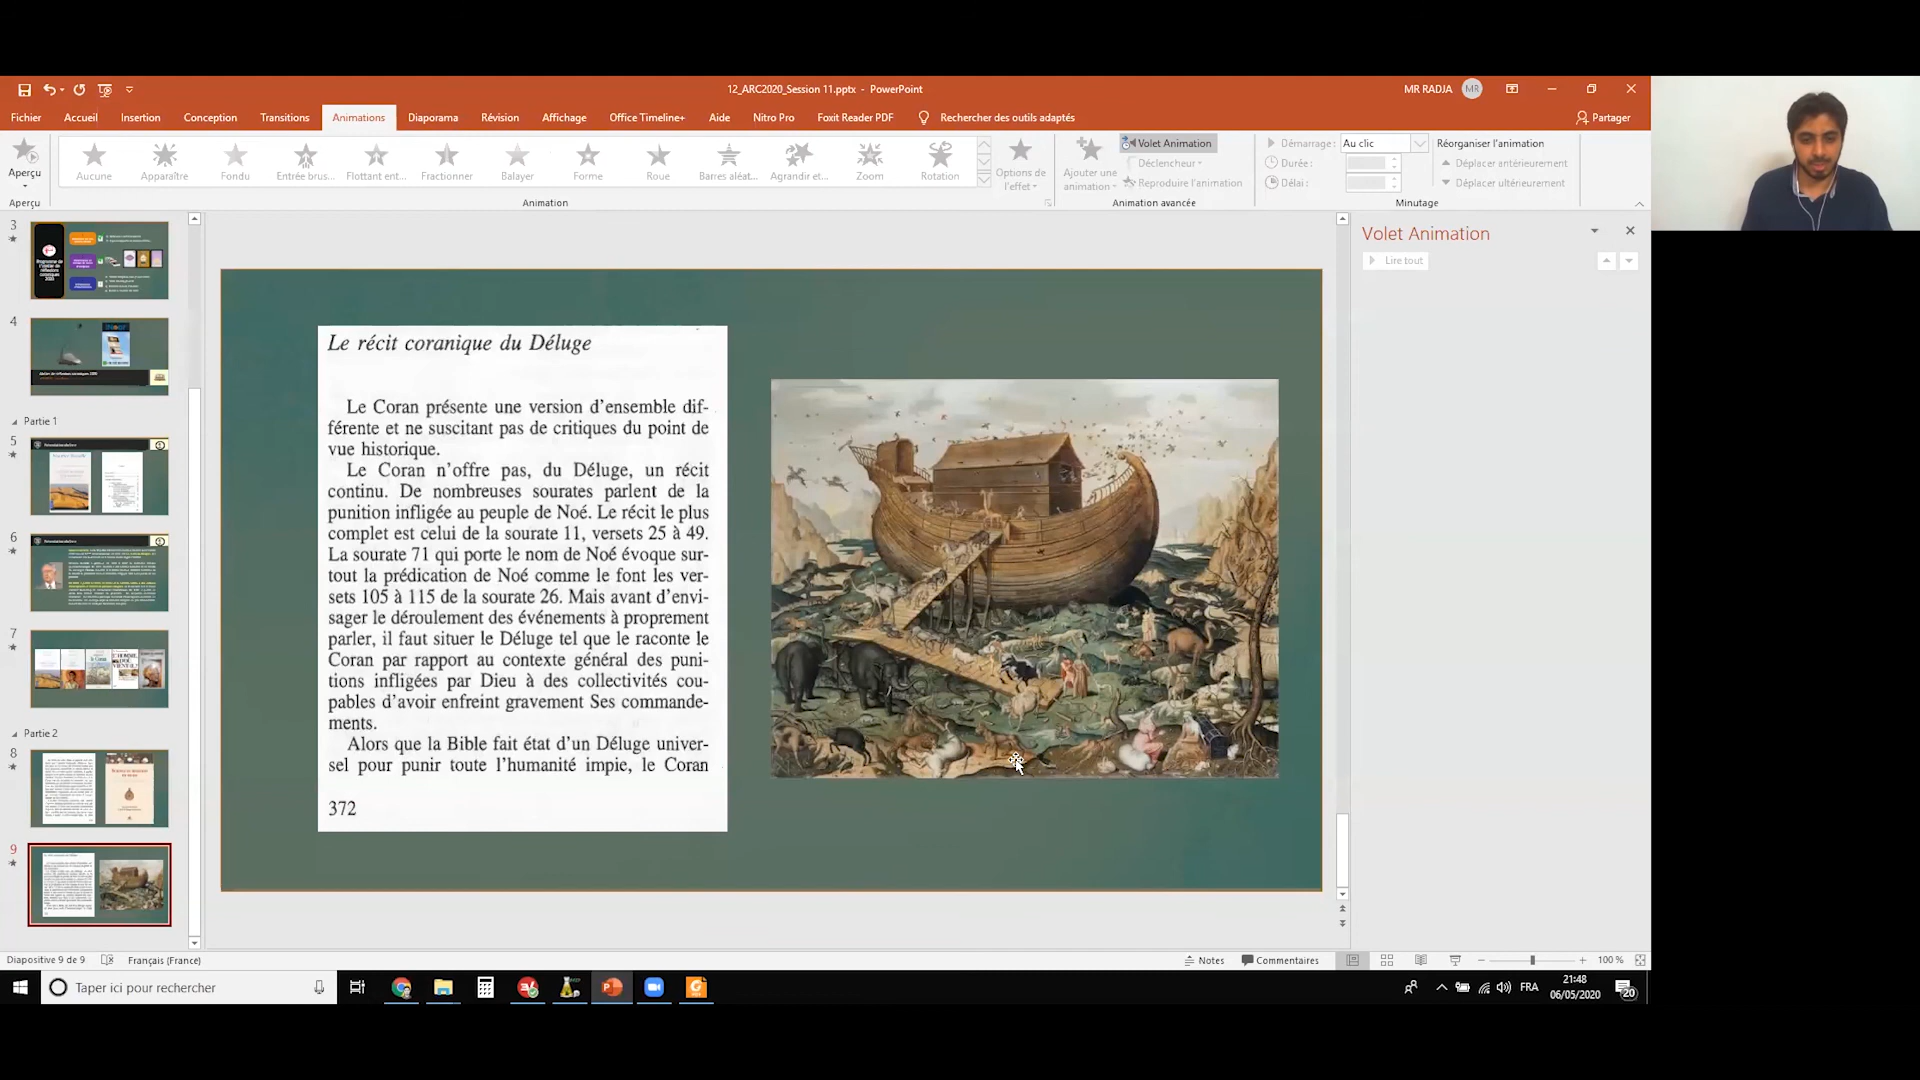 12_ARC2020_Session 11.pptx - PowerPoint
MR RADJA
MR
Fichier
Accueil
Insertion
Conception
Transitions
Animations
Diaporama
Révision
Affichage
Office Timeline+
Aide
Nitro Pro
Foxit Reader PDF
Rechercher des outils adaptés
Partager
Aperçu
Aucune
Apparaître
Fondu
Entrée brus...
Flottant ent...
Fractionner
Balayer
Forme
Roue
Barres aléat...
Agrandir et...
Zoom
Rotation
Options de
l'effet
Ajouter une
animation
Volet Animation
Déclencheur
Reproduire l'animation
Démarrage :
Au clic
Durée :
Délai :
Réorganiser l'animation
Déplacer antérieurement
Déplacer ultérieurement
Aperçu
Animation
Animation avancée
Minutage
3
4
Partie 1
5
6
7
Partie 2
8
9
Le récit coranique du Déluge
Le Coran présente une version d'ensemble dif-
férente et ne suscitant pas de critiques du point de
vue historique.
Le Coran n'offre pas, du Déluge, un récit
continu. De nombreuses sourates parlent de la
punition infligée au peuple de Noé. Le récit le plus
complet est celui de la sourate 11, versets 25 à 49.
La sourate 71 qui porte le nom de Noé évoque sur-
tout la prédication de Noé comme le font les ver-
sets 105 à 115 de la sourate 26. Mais avant d'envi-
sager le déroulement des événements à proprement
parler, il faut situer le Déluge tel que le raconte le
Coran par rapport au contexte général des puni-
tions infligées par Dieu à des collectivités cou-
pables d'avoir enfreint gravement Ses commande-
ments.
Alors que la Bible fait état d'un Déluge univer-
sel pour punir toute l'humanité impie, le Coran
372
Volet Animation
Lire tout
Diapositive 9 de 9
Français (France)
Notes
Commentaires
100 %
Taper ici pour rechercher
FRA
21:48
06/05/2020
20